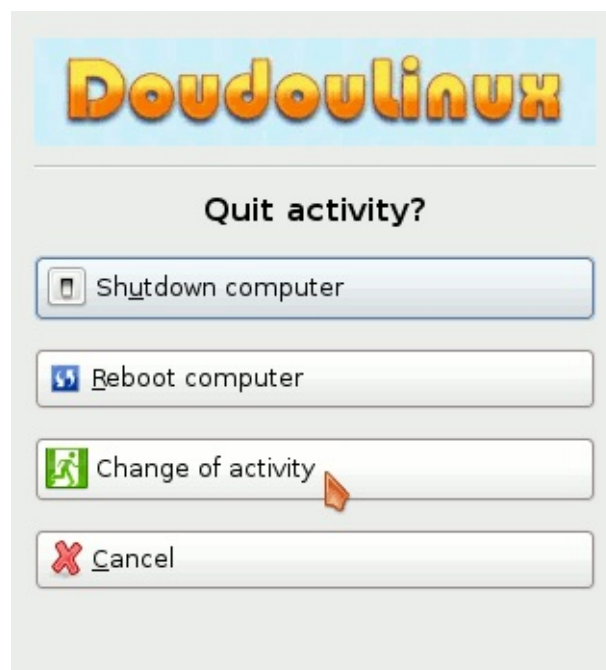 DoudouLinux
Quit activity?
Shutdown computer
Reboot computer
Change of activity
Cancel